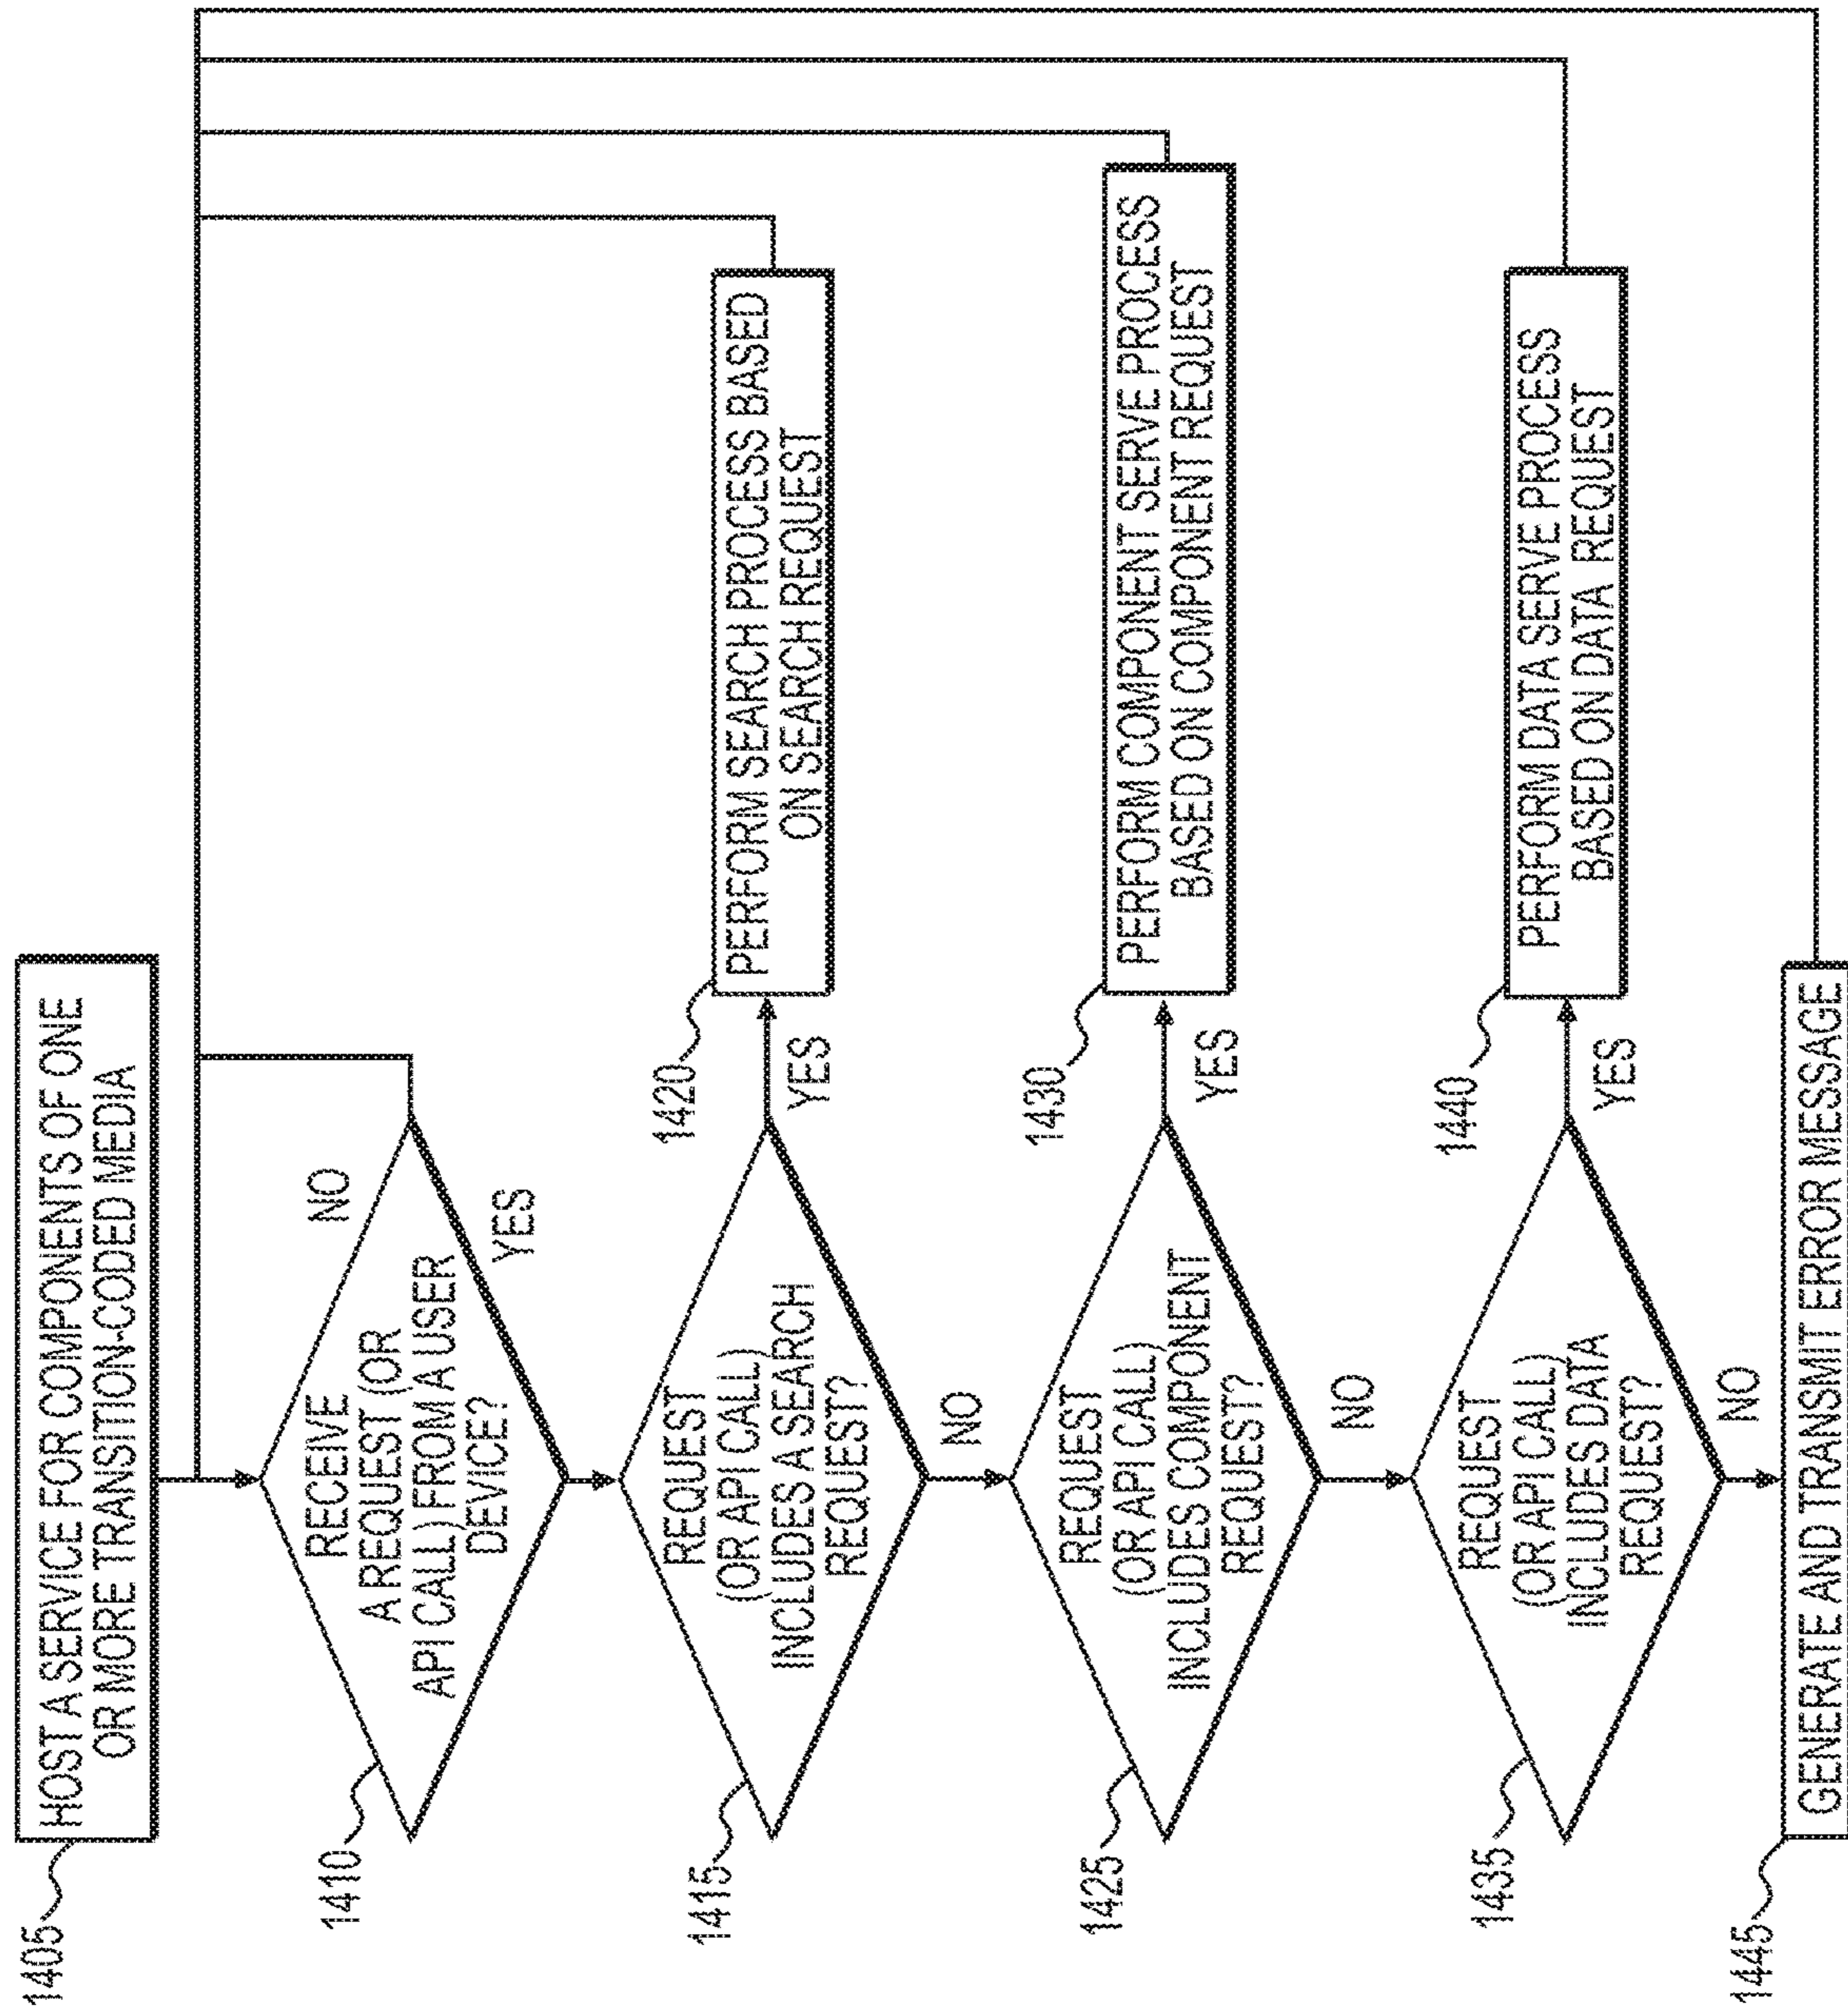 1405
HOST A SERVICE FOR COMPONENTS OF ONE
OR MORE TRANSITION-CODED MEDIA
1410
RECEIVE
A REQUEST (OR
API CALL) FROM A USER
DEVICE?
NO
YES
1415
REQUEST
(OR API CALL)
INCLUDES A SEARCH
REQUEST?
YES
NO
1420
PERFORM SEARCH PROCESS BASED
ON SEARCH REQUEST
1425
REQUEST
(OR API CALL)
INCLUDES COMPONENT
REQUEST?
YES
NO
1430
PERFORM COMPONENT SERVE PROCESS
BASED ON COMPONENT REQUEST
1435
REQUEST
(OR API CALL)
INCLUDES DATA
REQUEST?
YES
NO
1440
PERFORM DATA SERVE PROCESS
BASED ON DATA REQUEST
1445
GENERATE AND TRANSMIT ERROR MESSAGE